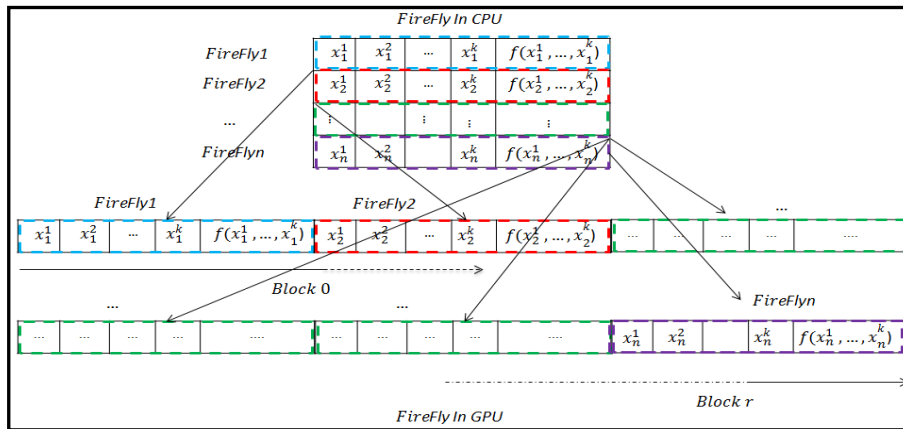 FireFly In CPU
FireFly1 x_1^1 x_1^2 ... x_1^k f(x_1^1 , ... , x_1^k)
FireFly2 x_2^1 x_2^2 ... x_2^k f(x_2^1 , ... , x_2^k)
... ⋮ ⋮ ⋮ ⋮
FireFlyn x_n^1 x_n^2 x_n^k f(x_n^1 , ... , x_n^k)
FireFly1 FireFly2 ...
x_1^1 x_1^2 ... x_1^k f(x_1^1 , ... , x_1^k) x_2^1 x_2^2 ... x_2^k f(x_2^1 , ... , x_2^k) ... ... ... ... ....
Block 0
... ... FireFlyn
... ... ... ... .... ... ... ... ... .... x_n^1 x_n^2 x_n^k f(x_n^1 , ... , x_n^k)
Block r
FireFly In GPU